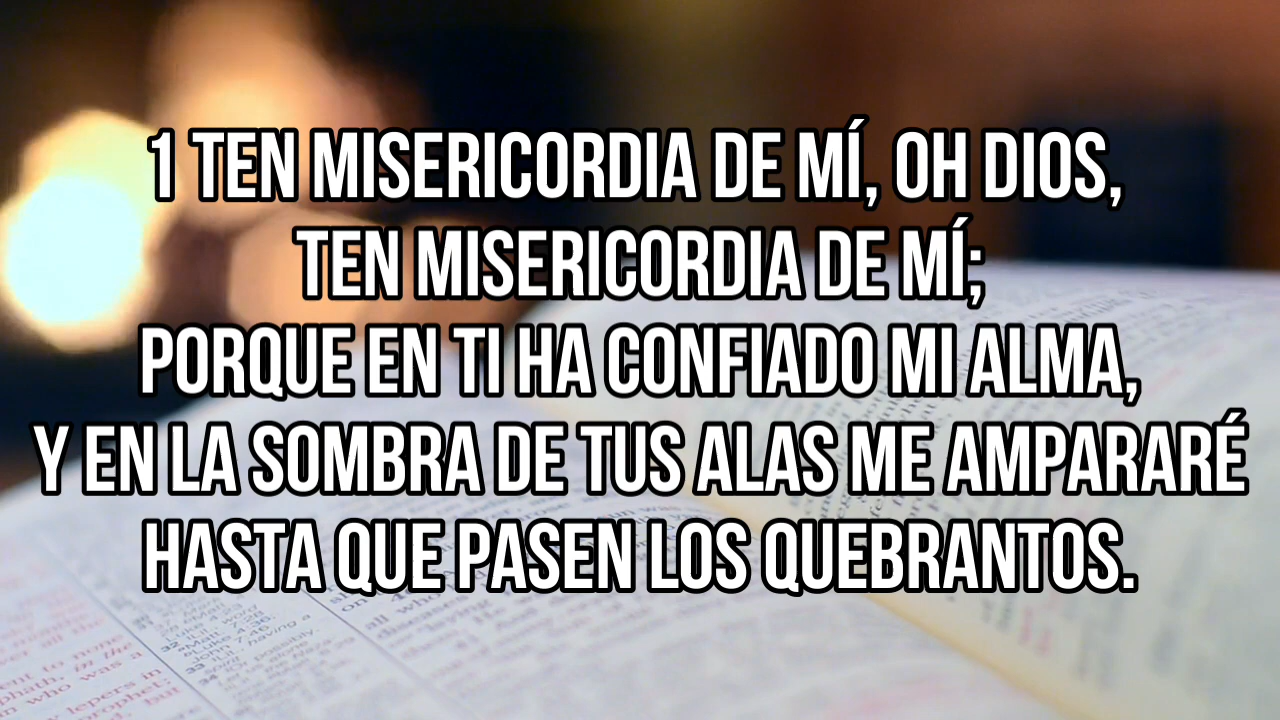 1 TEN MISERICORDIA DE MÍ, OH DIOS,
TEN MISERICORDIA DE MÍ;
PORQUE EN TI HA CONFIADO MI ALMA,
Y EN LA SOMBRA DE TUS ALAS ME AMPARARÉ
HASTA QUE PASEN LOS QUEBRANTOS.